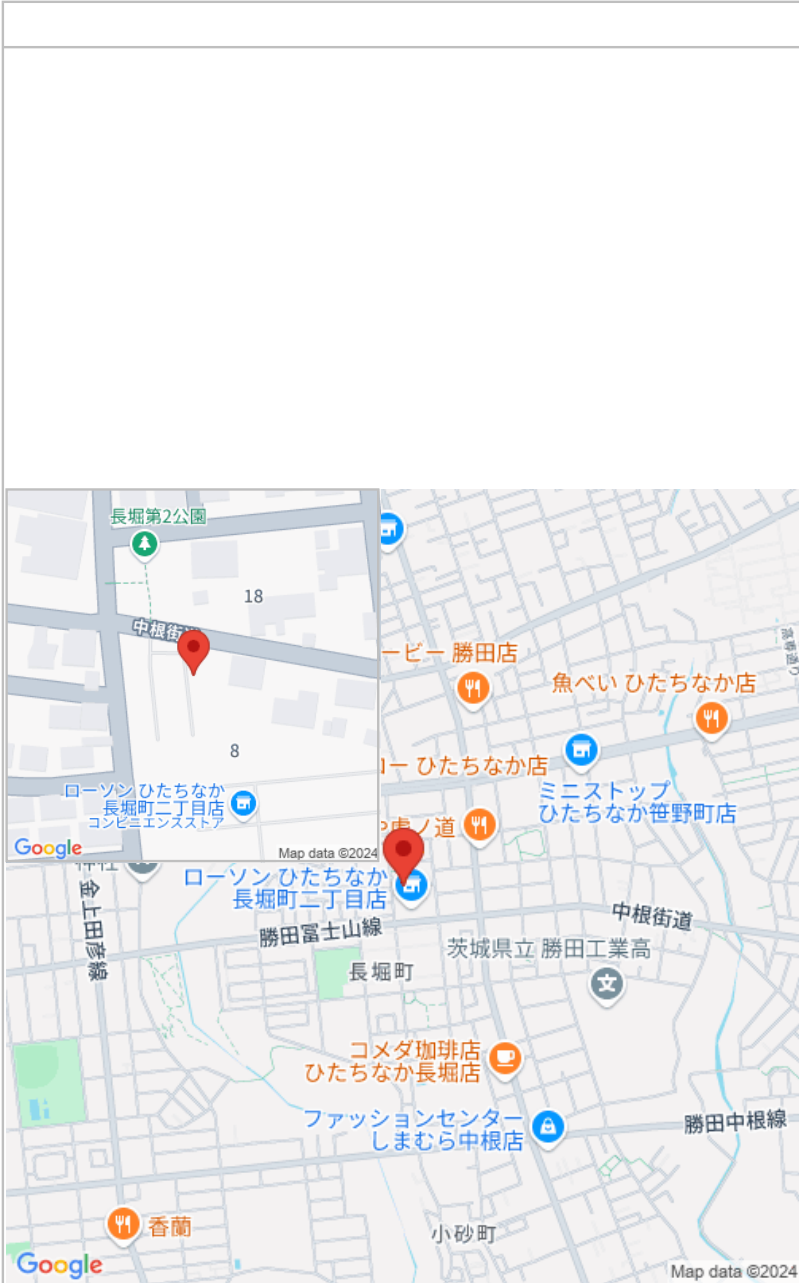 長堀第2公園
18
中根街道
8
ローソン ひたちなか
長堀町二丁目店
コンビニエンスストア
Google
Map data ©2024
高専通り
ービー 勝田店
魚べい ひたちなか店
ロー ひたちなか店
ミニストップ
ひたちなか笹野町店
虎ノ道
神社
ローソン ひたちなか
長堀町二丁目店
金上田彦線
勝田冨士山線
中根街道
長堀町
茨城県立 勝田工業高
文
コメダ珈琲店
ひたちなか長堀店
ファッションセンター
しまむら中根店
勝田中根線
香蘭
小砂町
Google
Map data ©2024